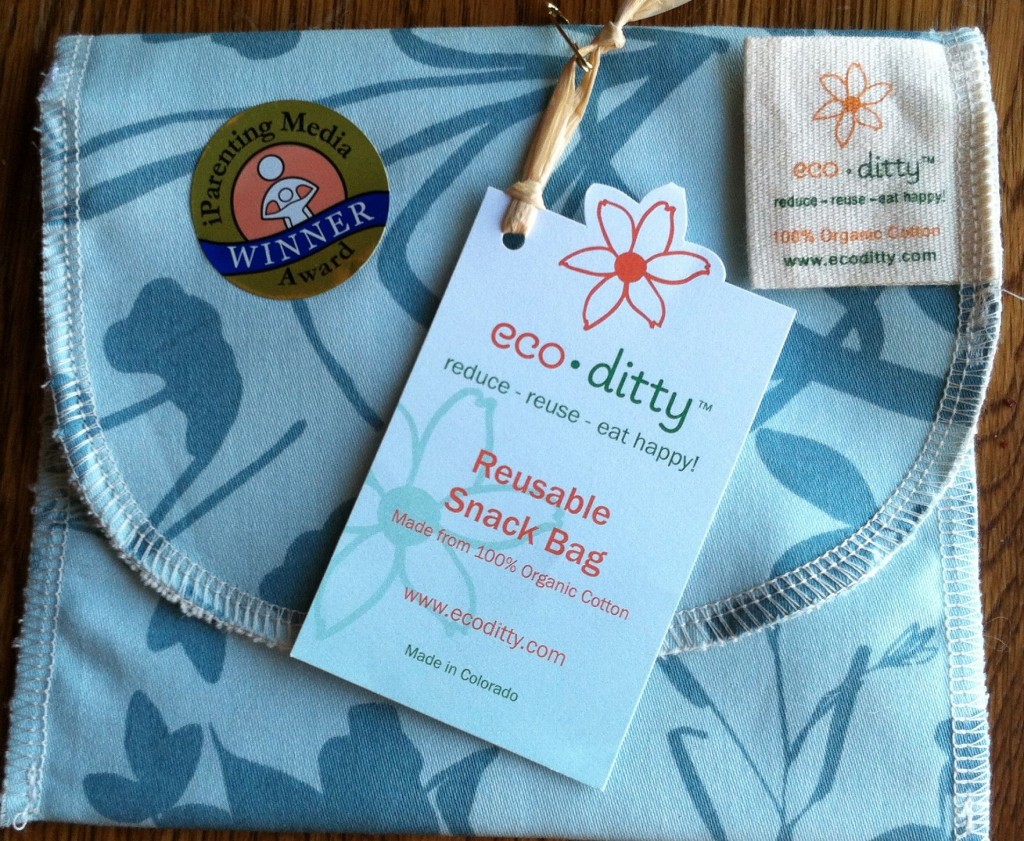 iParenting Media
WINNER
Award
eco • ditty™
reduce - reuse - eat happy!
100% Organic Cotton
www.ecoditty.com
eco • ditty™
reduce - reuse - eat happy!
Reusable
Snack Bag
Made from 100% Organic Cotton
www.ecoditty.com
Made in Colorado